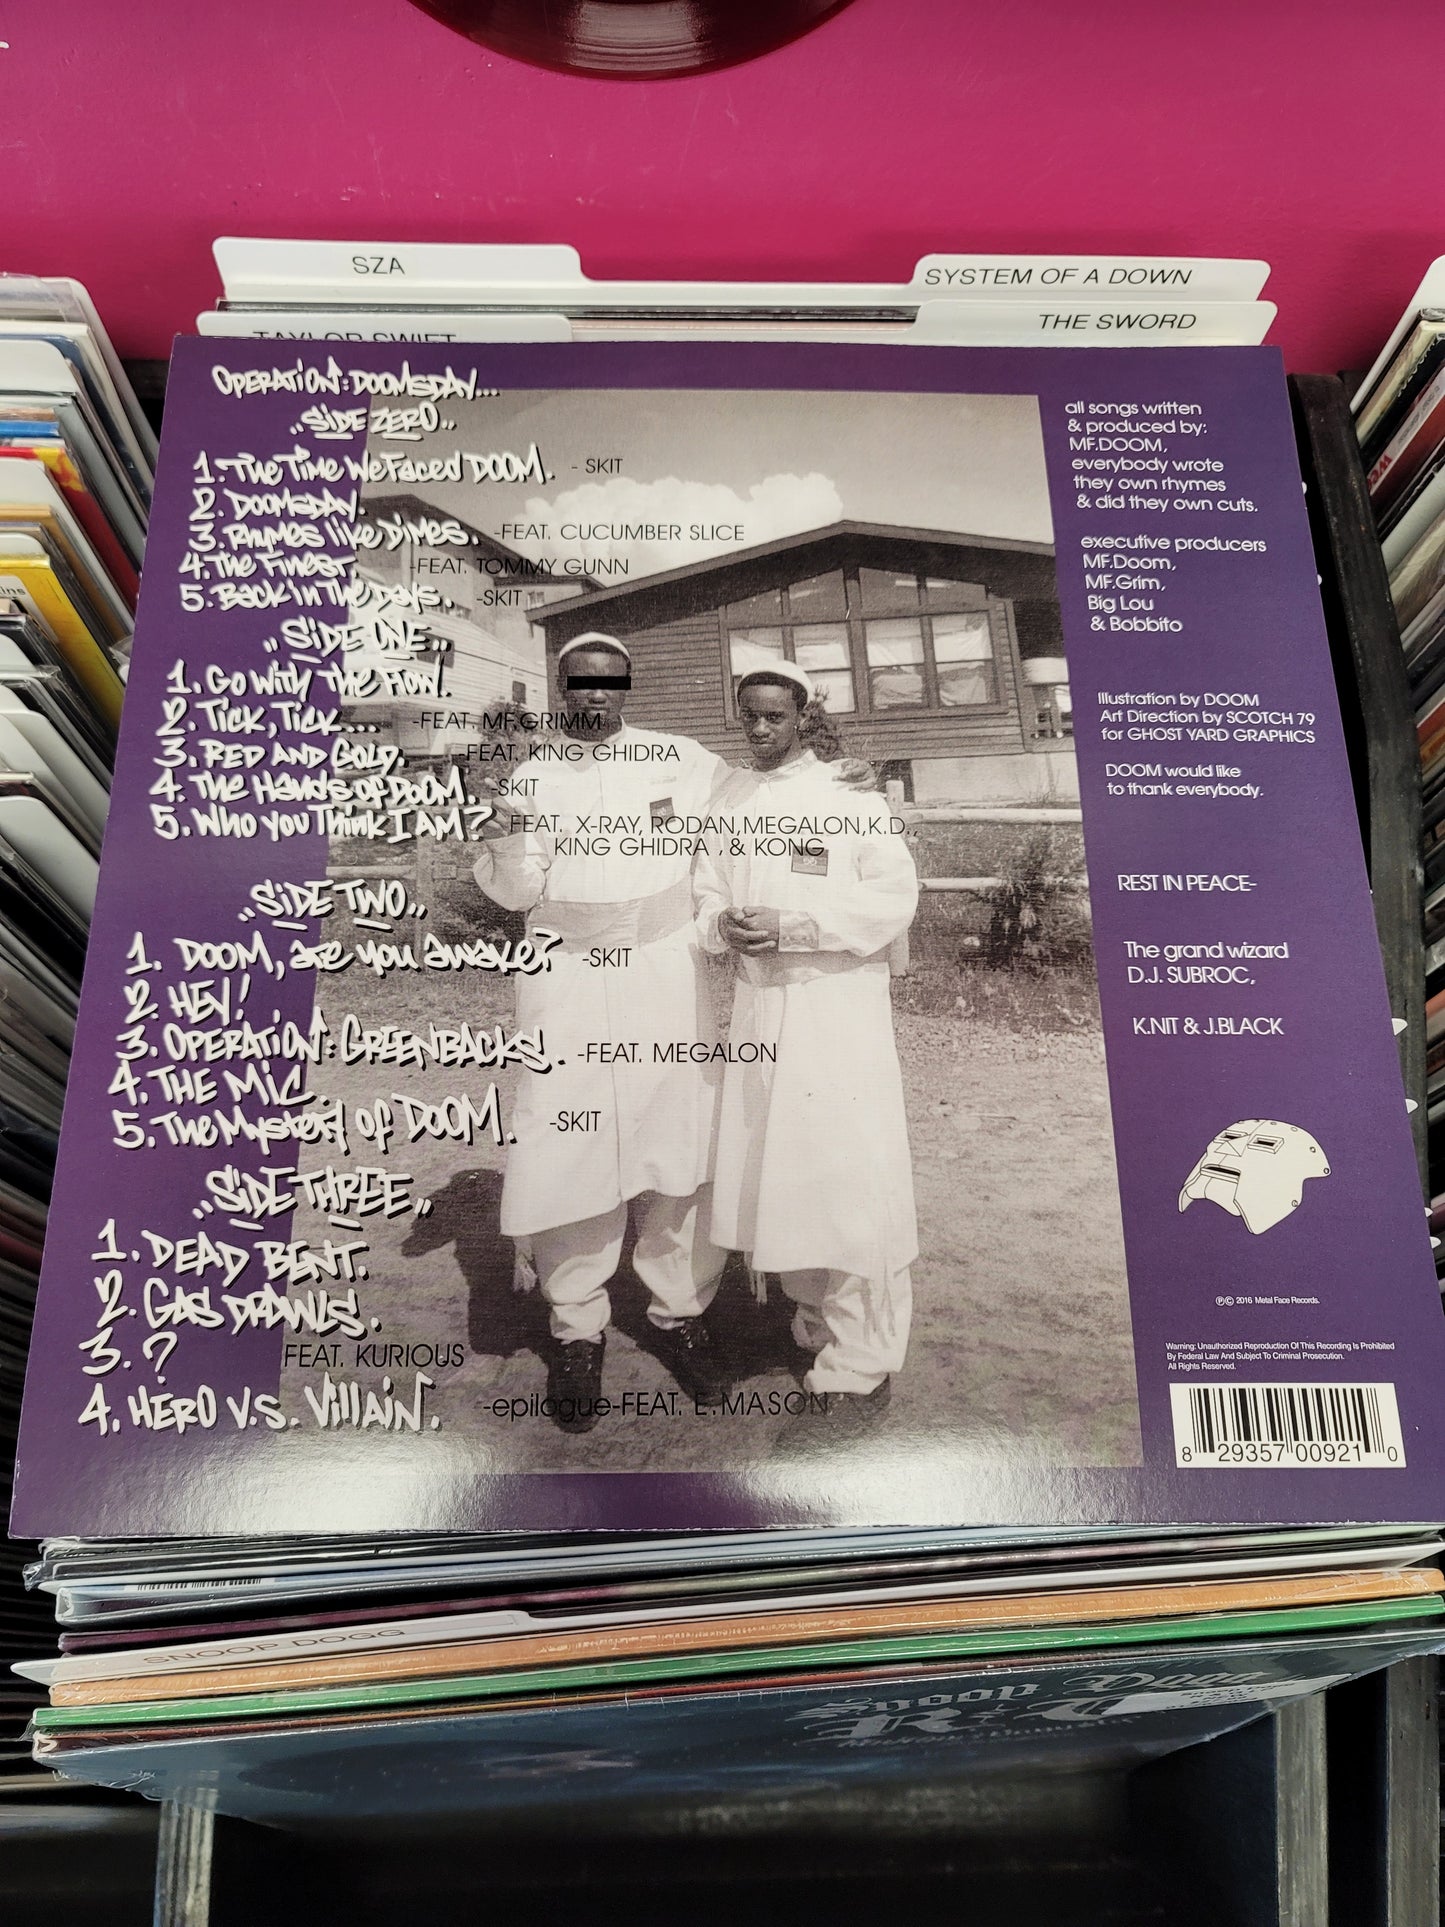 SZA
SYSTEM OF A DOWN
TAYLOR SWIFT
THE SWORD
OPERATION: DOOMSDAY...
..SIDE ZERO..
1. The Time We Faced DOOM. - SKIT
2. DOOMSDAY.
3. Rhymes like Dimes. -FEAT. CUCUMBER SLICE
4. The Finest -FEAT. TOMMY GUNN
5. Back in The Days. -SKIT
..SIDE ONE..
1. Go With The Flow.
2. Tick, Tick.... -FEAT. MF.GRIMM
3. RED AND GOLD. -FEAT. KING GHIDRA
4. The Hands of DOOM. -SKIT
5. Who you Think I AM? FEAT. X-RAY, RODAN,MEGALON,K.D.,
KING GHIDRA , & KONG
..SIDE TWO..
1. DOOM, are you awake? -SKIT
2. HEY!
3. OPERATION: GREENBACKS. -FEAT. MEGALON
4. THE MIC.
5. The Mystery of DOOM. -SKIT
..SIDE THREE..
1. DEAD BENT.
2. GAS DRAWLS.
3. ? FEAT. KURIOUS
4. HERO V.S. VILLAIN. -epilogue-FEAT. E.MASON
all songs written
& produced by:
MF.DOOM,
everybody wrote
they own rhymes
& did they own cuts.
executive producers
MF.Doom,
MF.Grim,
Big Lou
& Bobbito
Illustration by DOOM
Art Direction by SCOTCH 79
for GHOST YARD GRAPHICS
DOOM would like
to thank everybody.
REST IN PEACE-
The grand wizard
D.J. SUBROC,
K.NIT & J.BLACK
℗© 2016 Metal Face Records.
Warning: Unauthorized Reproduction Of This Recording Is Prohibited
By Federal Law And Subject To Criminal Prosecution.
All Rights Reserved.
8 29357 00921 0
SNOOP DOGG
Snoop Dogg